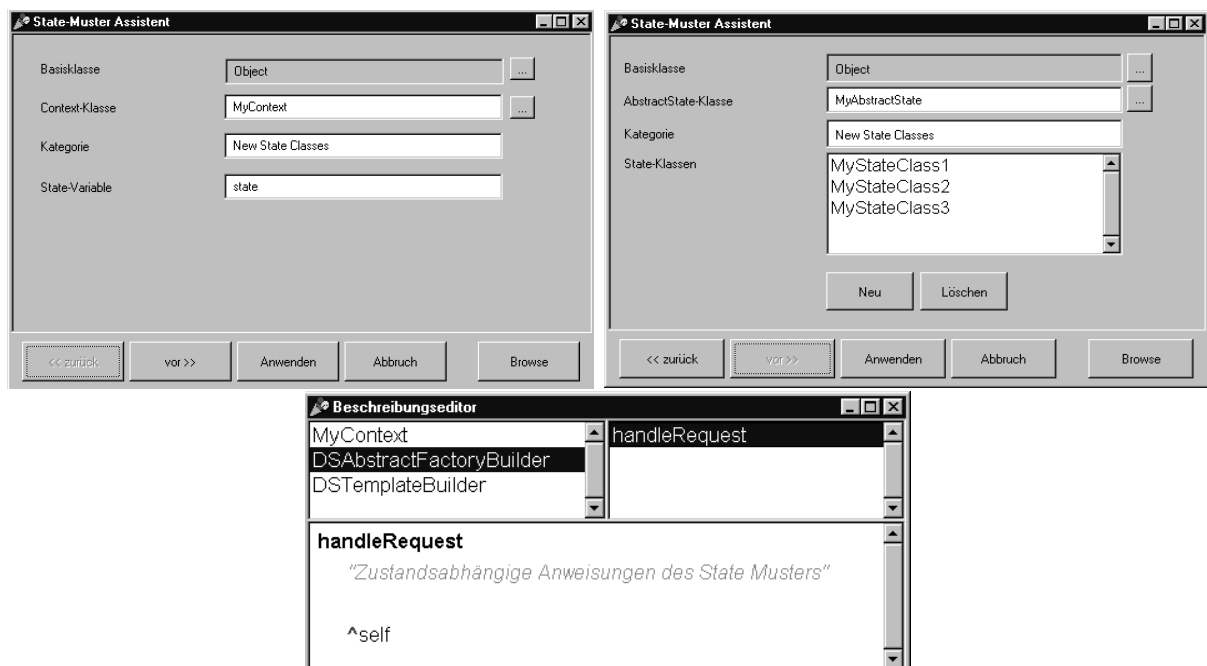 State-Muster Assistent
Basisklasse
Object
...
Context-Klasse
MyContext
...
Kategorie
New State Classes
State-Variable
state
<< zurück
vor >>
Anwenden
Abbruch
Browse
State-Muster Assistent
Basisklasse
Object
...
AbstractState-Klasse
MyAbstractState
...
Kategorie
New State Classes
State-Klassen
MyStateClass1
MyStateClass2
MyStateClass3
Neu
Löschen
<< zurück
vor >>
Anwenden
Abbruch
Browse
Beschreibungseditor
MyContext
DSAbstractFactoryBuilder
DSTemplateBuilder
handleRequest
handleRequest
"Zustandsabhängige Anweisungen des State Musters"
^self